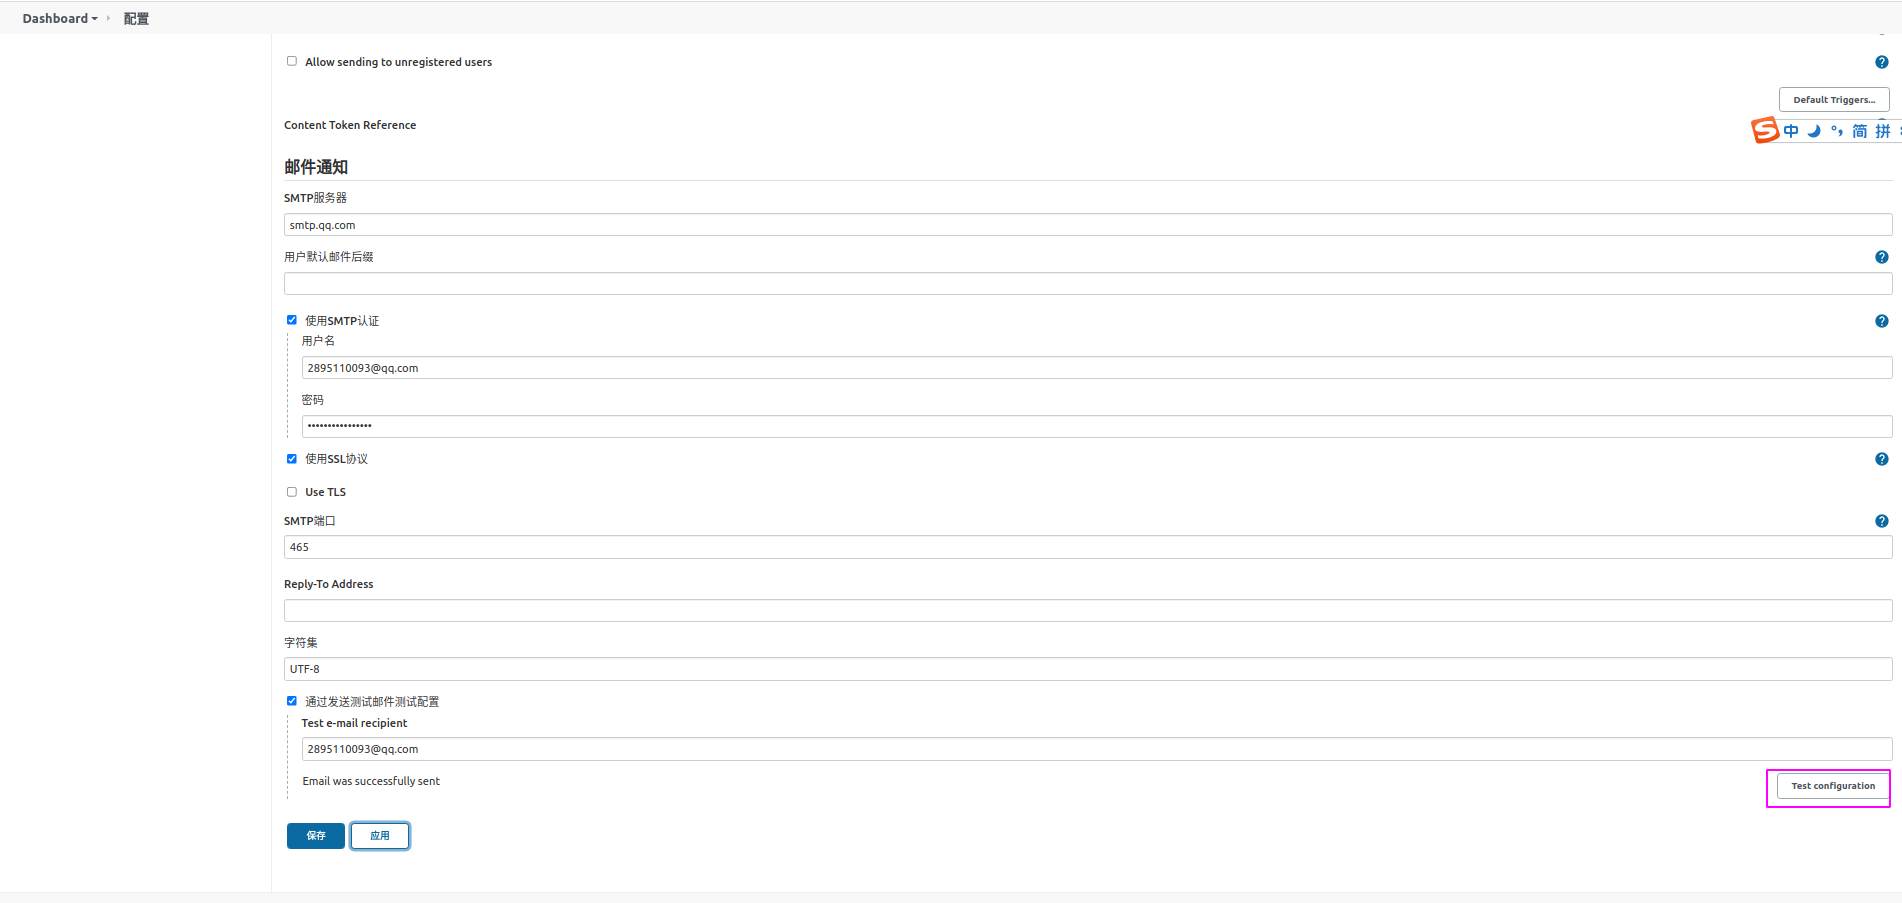 Dashboard 配置
Allow sending to unregistered users
Default Triggers...
Content Token Reference
中 °, 简 拼
邮件通知
SMTP服务器
smtp.qq.com
用户默认邮件后缀
使用SMTP认证
用户名
2895110093@qq.com
密码
••••••••••••••••
使用SSL协议
Use TLS
SMTP端口
465
Reply-To Address
字符集
UTF-8
通过发送测试邮件测试配置
Test e-mail recipient
2895110093@qq.com
Email was successfully sent
Test configuration
保存 应用